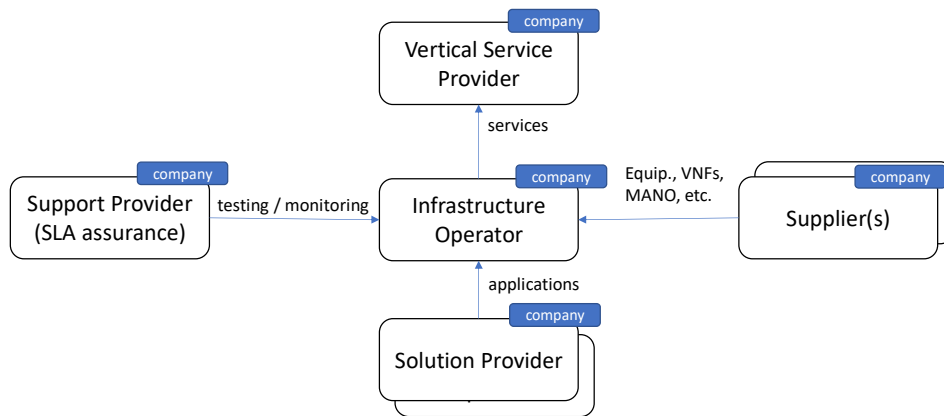 company
Vertical Service
Provider
services
company
Support Provider
(SLA assurance)
testing / monitoring
company
Infrastructure
Operator
Equip., VNFs,
MANO, etc.
company
Supplier(s)
applications
company
Solution Provider